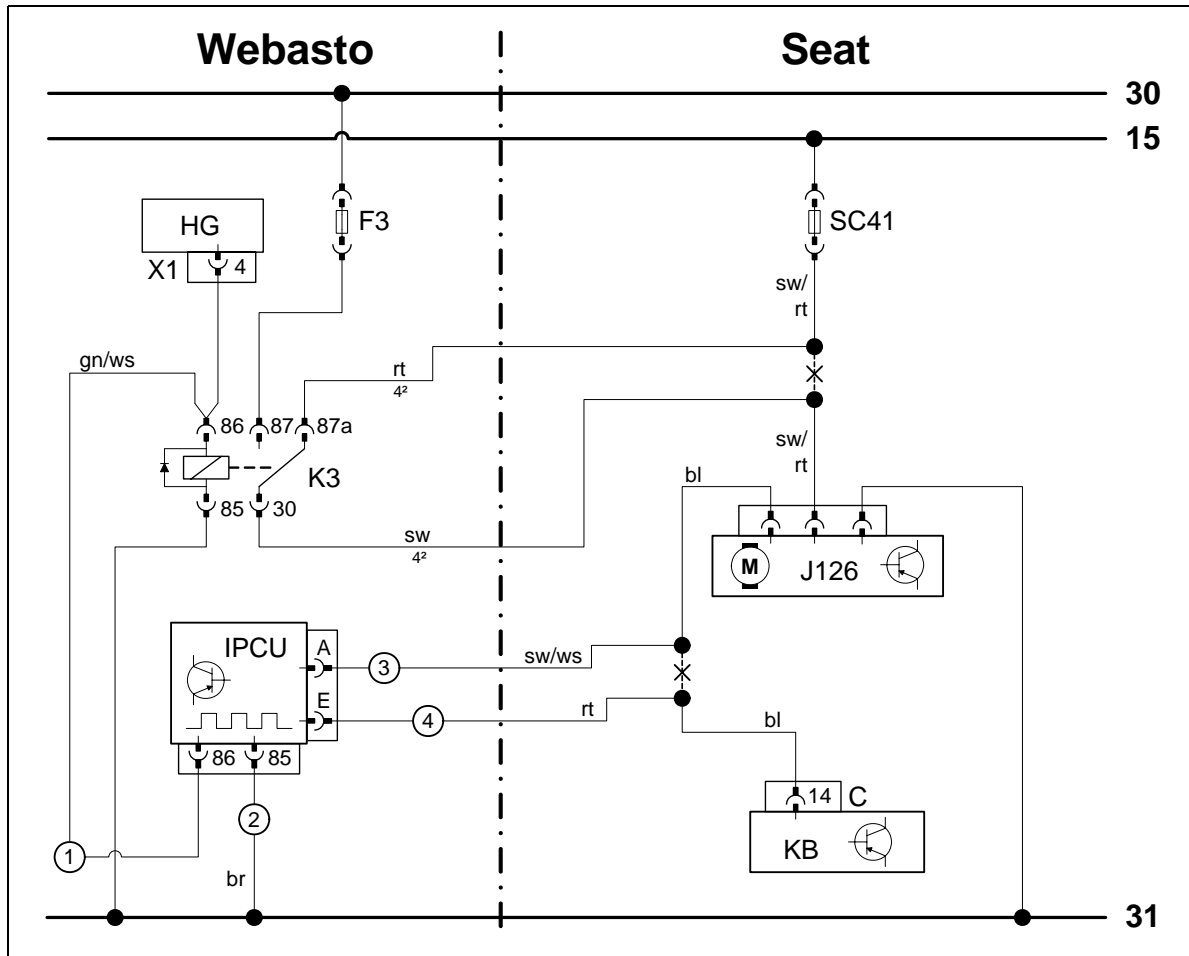 Webasto Seat
30
15
HG
F3
SC41
X1 4
sw/
rt
gn/ws
rt
4²
86 87 87a
K3
sw/
rt
bl
85 30
sw
4²
M J126
IPCU A
3 sw/ws
E
4 rt
bl
86 85
14 C
2
KB
1
br
31